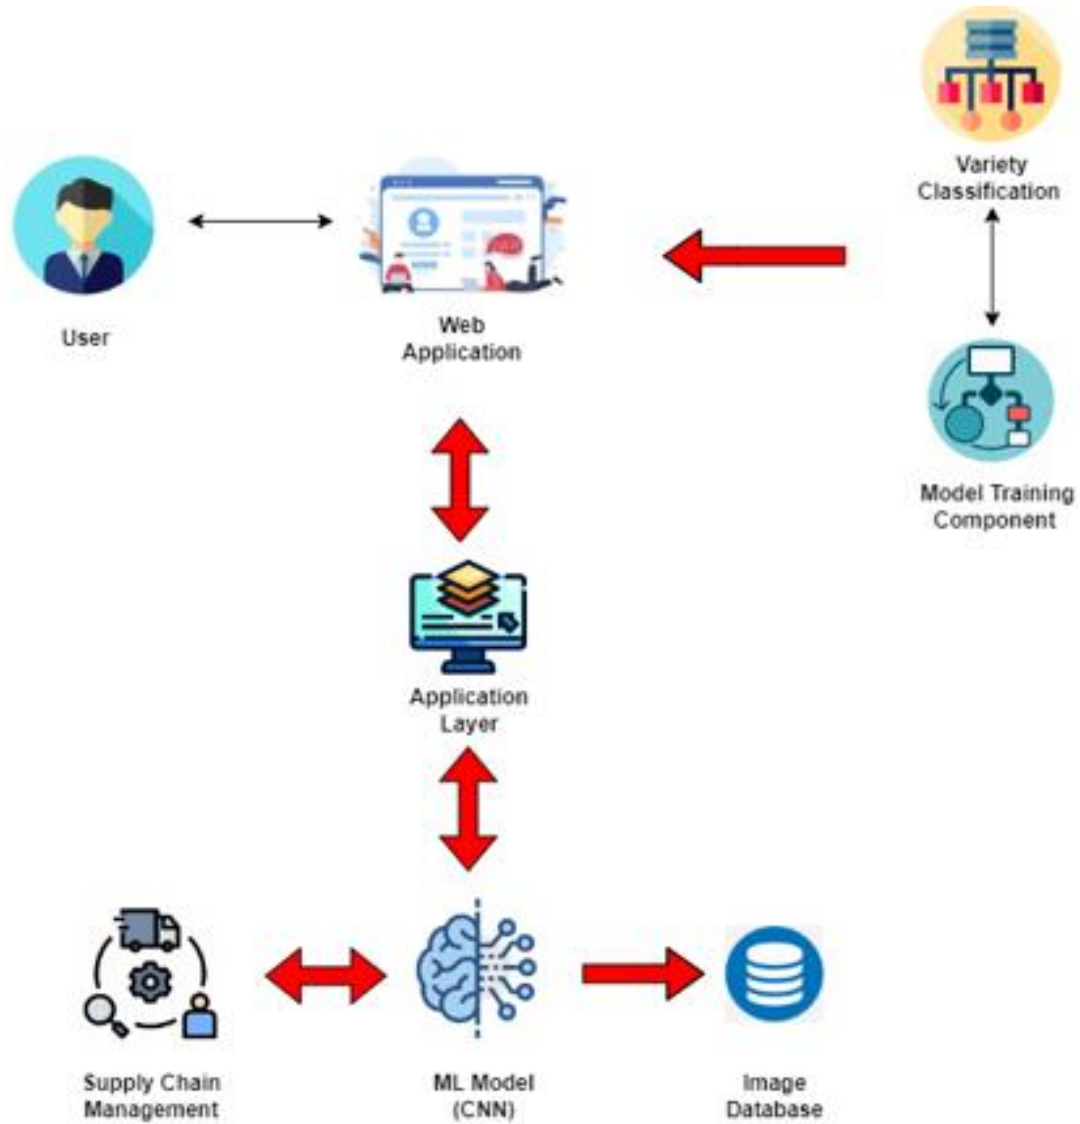 Variety
Classification
User
Web
Application
Model Training
Component
Application
Layer
Supply Chain
Management
ML Model
(CNN)
Image
Database